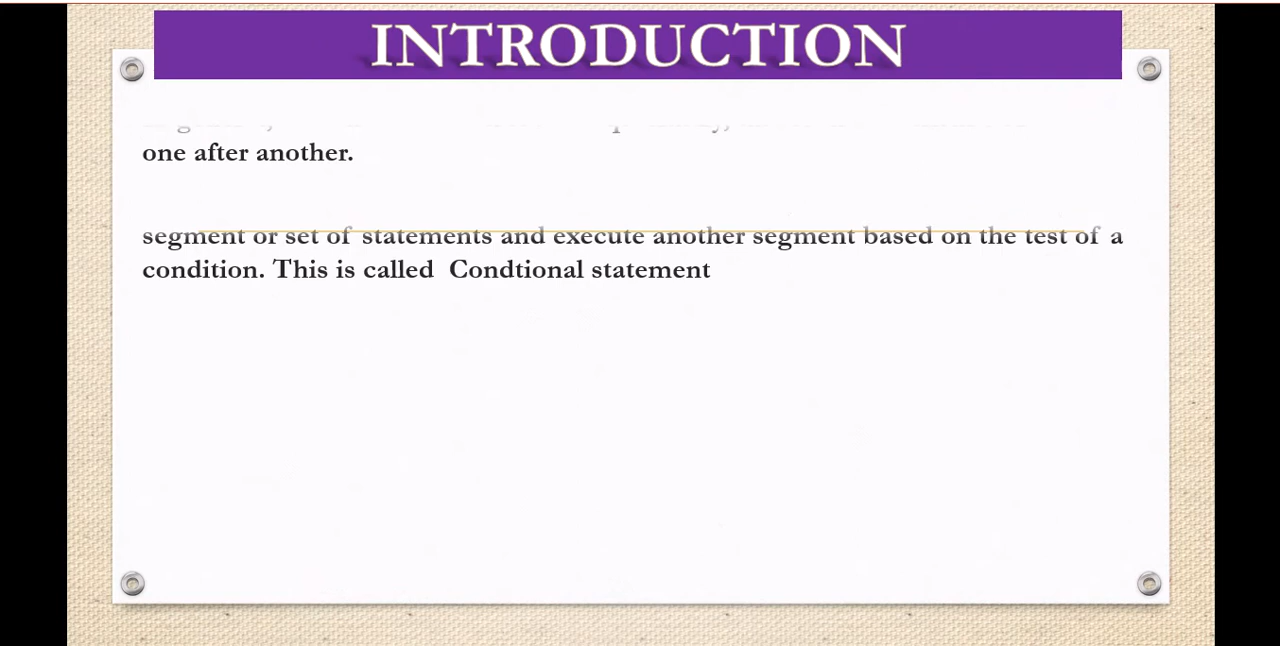 INTRODUCTION
one after another.
segment or set of statements and execute another segment based on the test of a
condition. This is called Condtional statement